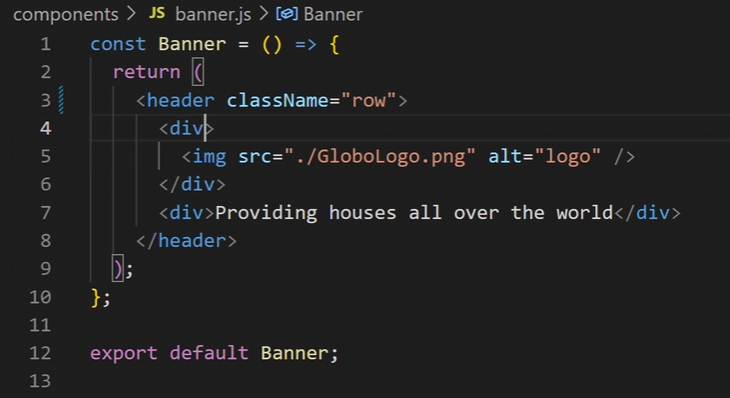 components > JS banner.js > Banner
1 const Banner = () => {
2 return (
3 <header className="row">
4 <div>
5 <img src="./GloboLogo.png" alt="logo" />
6 </div>
7 <div>Providing houses all over the world</div>
8 </header>
9 );
10 };
11
12 export default Banner;
13